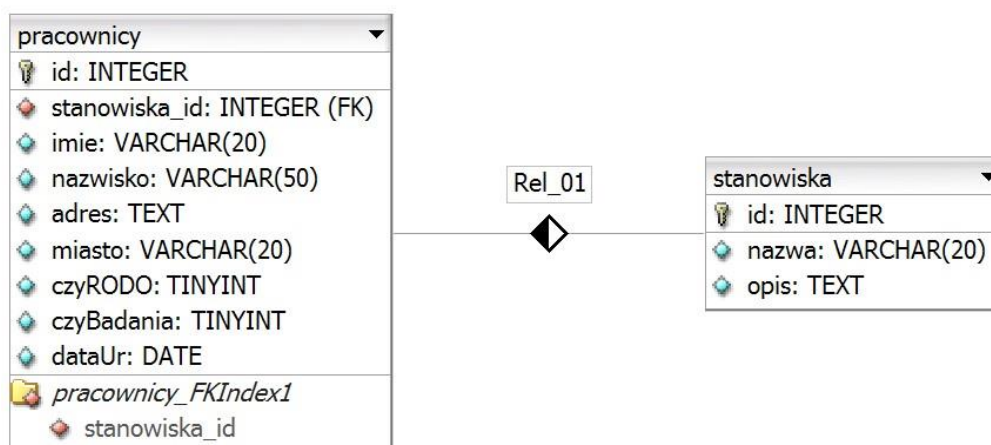 pracownicy
id: INTEGER
stanowiska_id: INTEGER (FK)
imie: VARCHAR(20)
nazwisko: VARCHAR(50)
adres: TEXT
miasto: VARCHAR(20)
czyRODO: TINYINT
czyBadania: TINYINT
dataUr: DATE
pracownicy_FKIndex1
stanowiska_id
Rel_01
stanowiska
id: INTEGER
nazwa: VARCHAR(20)
opis: TEXT